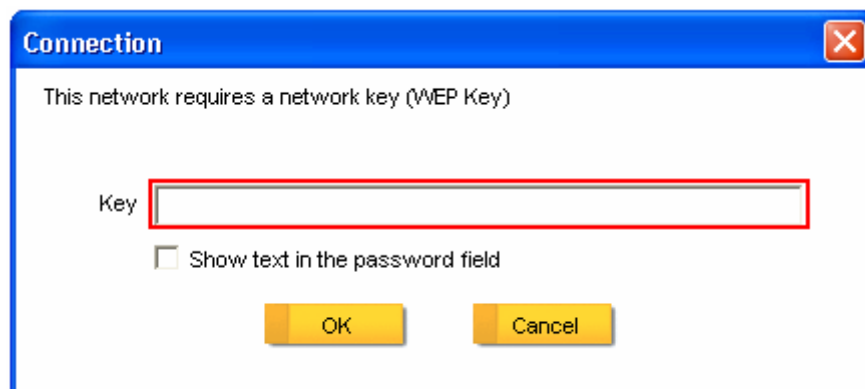 Connection
This network requires a network key (WEP Key)
Key
Show text in the password field
OK Cancel